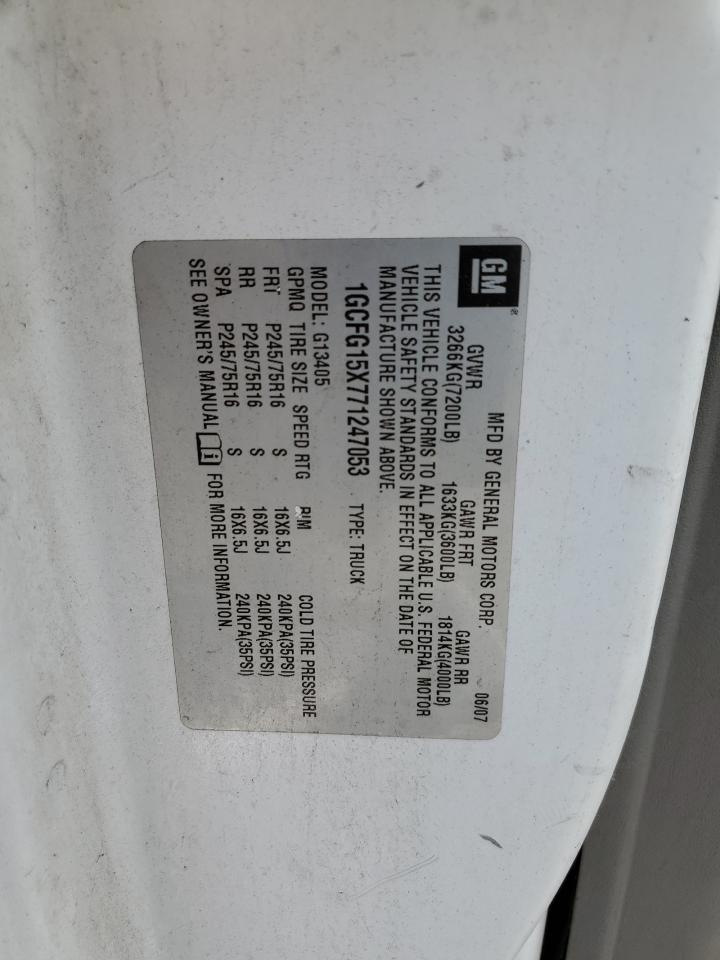 GM®
MFD BY GENERAL MOTORS CORP. 06/07
GVWR GAWR FRT GAWR RR
3266KG(7200LB) 1633KG(3600LB) 1814KG(4000LB)
THIS VEHICLE CONFORMS TO ALL APPLICABLE U.S. FEDERAL MOTOR
VEHICLE SAFETY STANDARDS IN EFFECT ON THE DATE OF
MANUFACTURE SHOWN ABOVE.
1GCFG15X771247053 TYPE: TRUCK
MODEL: G13405
GPMQ TIRE SIZE SPEED RTG RIM COLD TIRE PRESSURE
FRT P245/75R16 S 16X6.5J 240KPA(35PSI)
RR P245/75R16 S 16X6.5J 240KPA(35PSI)
SPA P245/75R16 S 16X6.5J 240KPA(35PSI)
SEE OWNER'S MANUAL i FOR MORE INFORMATION.